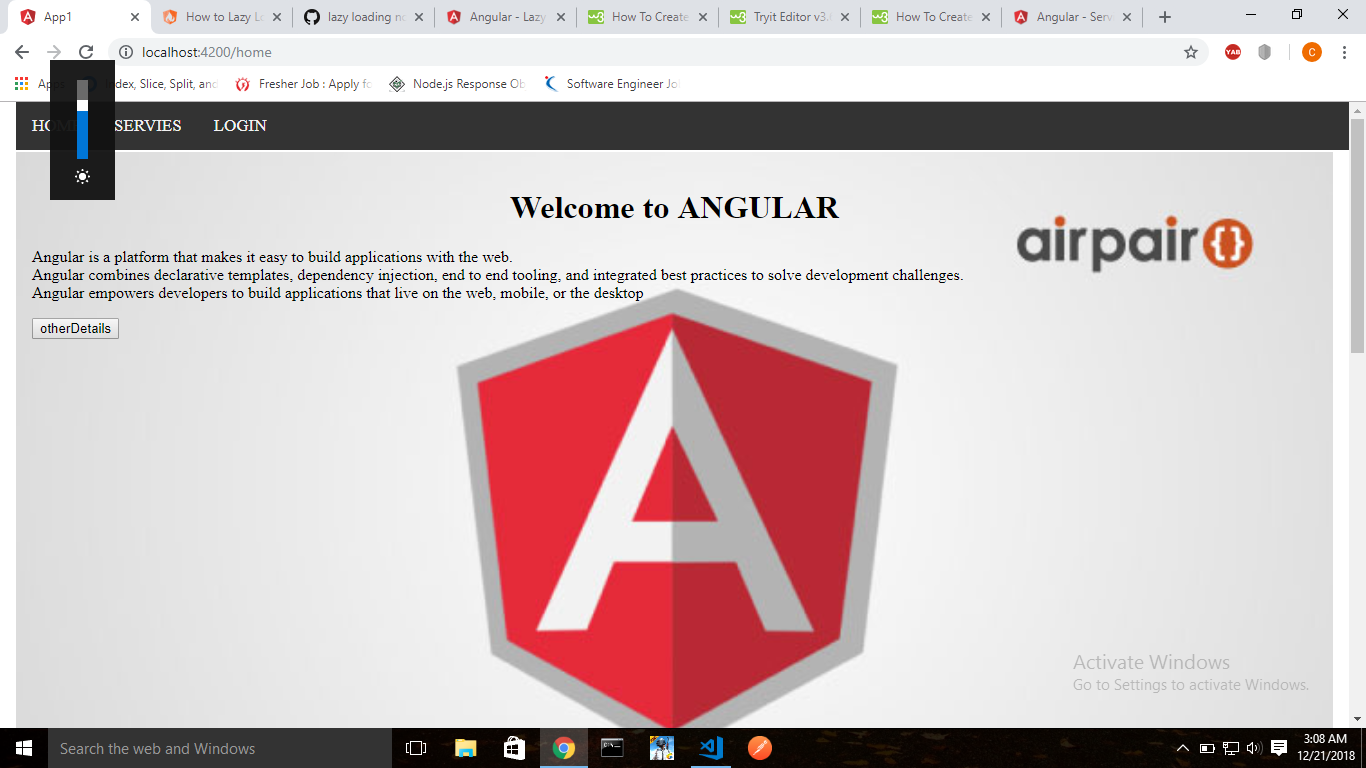 App1
How to Lazy Lo
lazy loading no
Angular - Lazy
How To Create
Tryit Editor v3.
How To Create
Angular - Serv
localhost:4200/home
YAB
C
Index, Slice, Split, and
Fresher Job : Apply fo
Node.js Response Ob
Software Engineer Jo
HOME SERVIES LOGIN
Welcome to ANGULAR
airpair {}
Angular is a platform that makes it easy to build applications with the web.
Angular combines declarative templates, dependency injection, end to end tooling, and integrated best practices to solve development challenges.
Angular empowers developers to build applications that live on the web, mobile, or the desktop
otherDetails
A
Activate Windows
Go to Settings to activate Windows.
Search the web and Windows
3:08 AM
12/21/2018